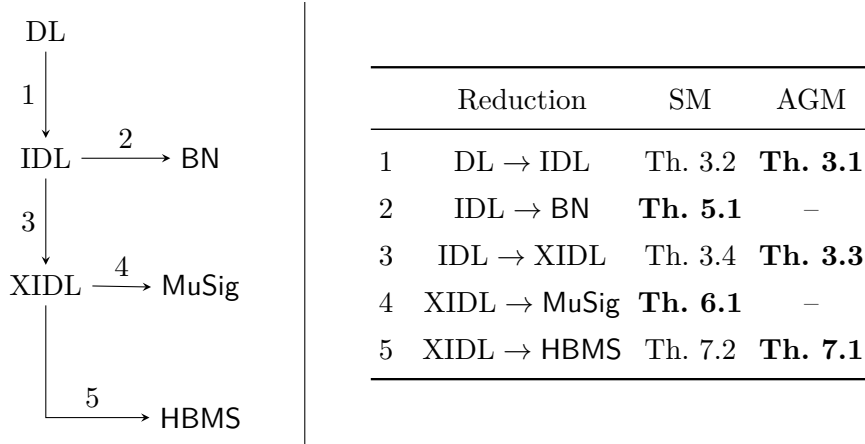 DL
1
IDL
2
BN
3
XIDL
4
MuSig
5
HBMS
Reduction SM AGM
1 DL → IDL Th. 3.2 Th. 3.1
2 IDL → BN Th. 5.1 –
3 IDL → XIDL Th. 3.4 Th. 3.3
4 XIDL → MuSig Th. 6.1 –
5 XIDL → HBMS Th. 7.2 Th. 7.1